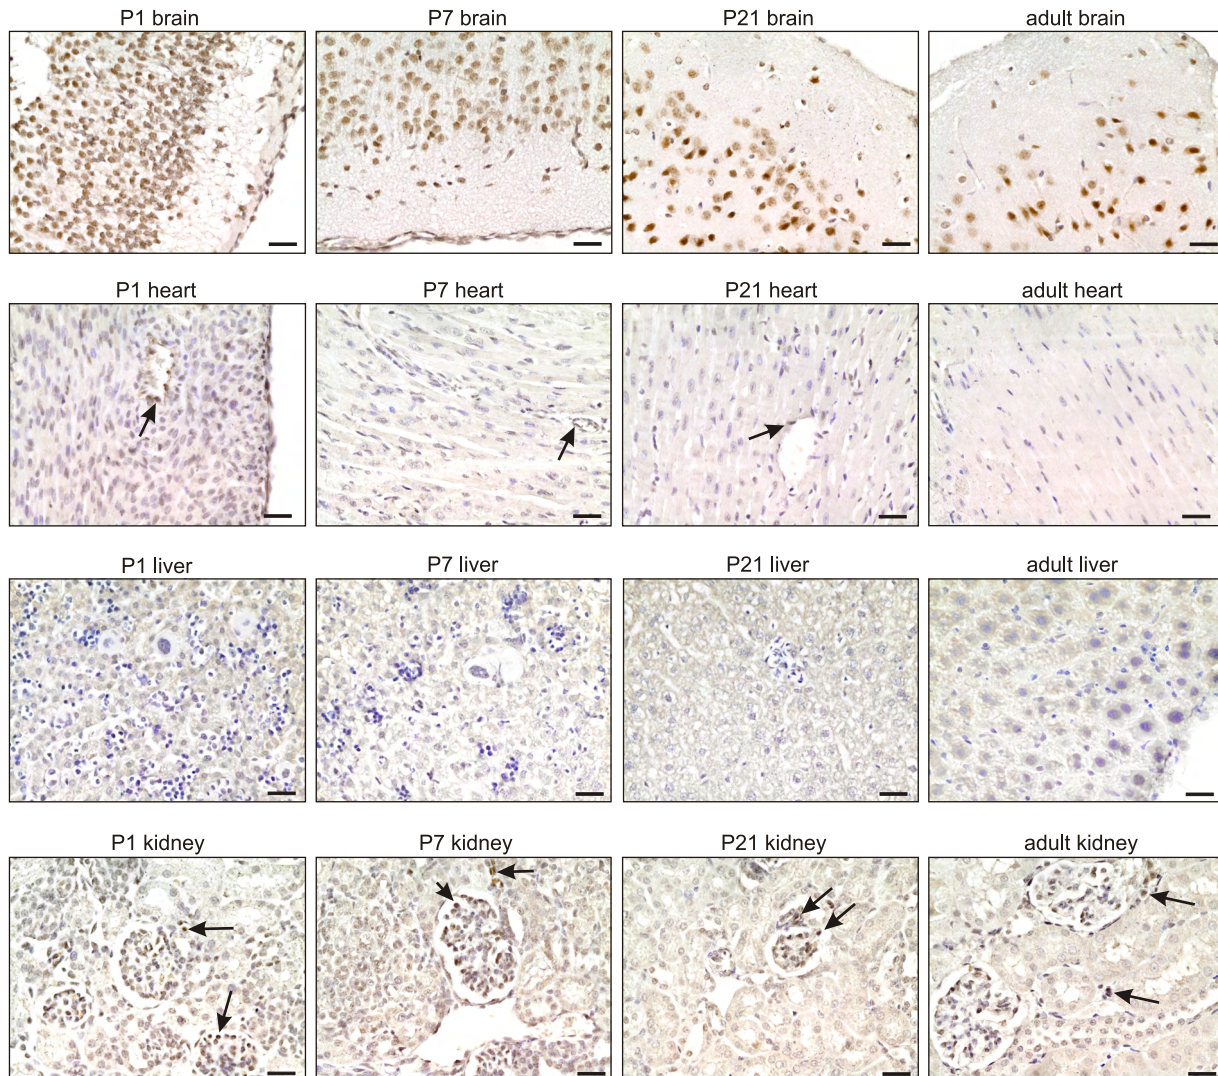 P1 brain
P7 brain
P21 brain
adult brain
P1 heart
P7 heart
P21 heart
adult heart
P1 liver
P7 liver
P21 liver
adult liver
P1 kidney
P7 kidney
P21 kidney
adult kidney